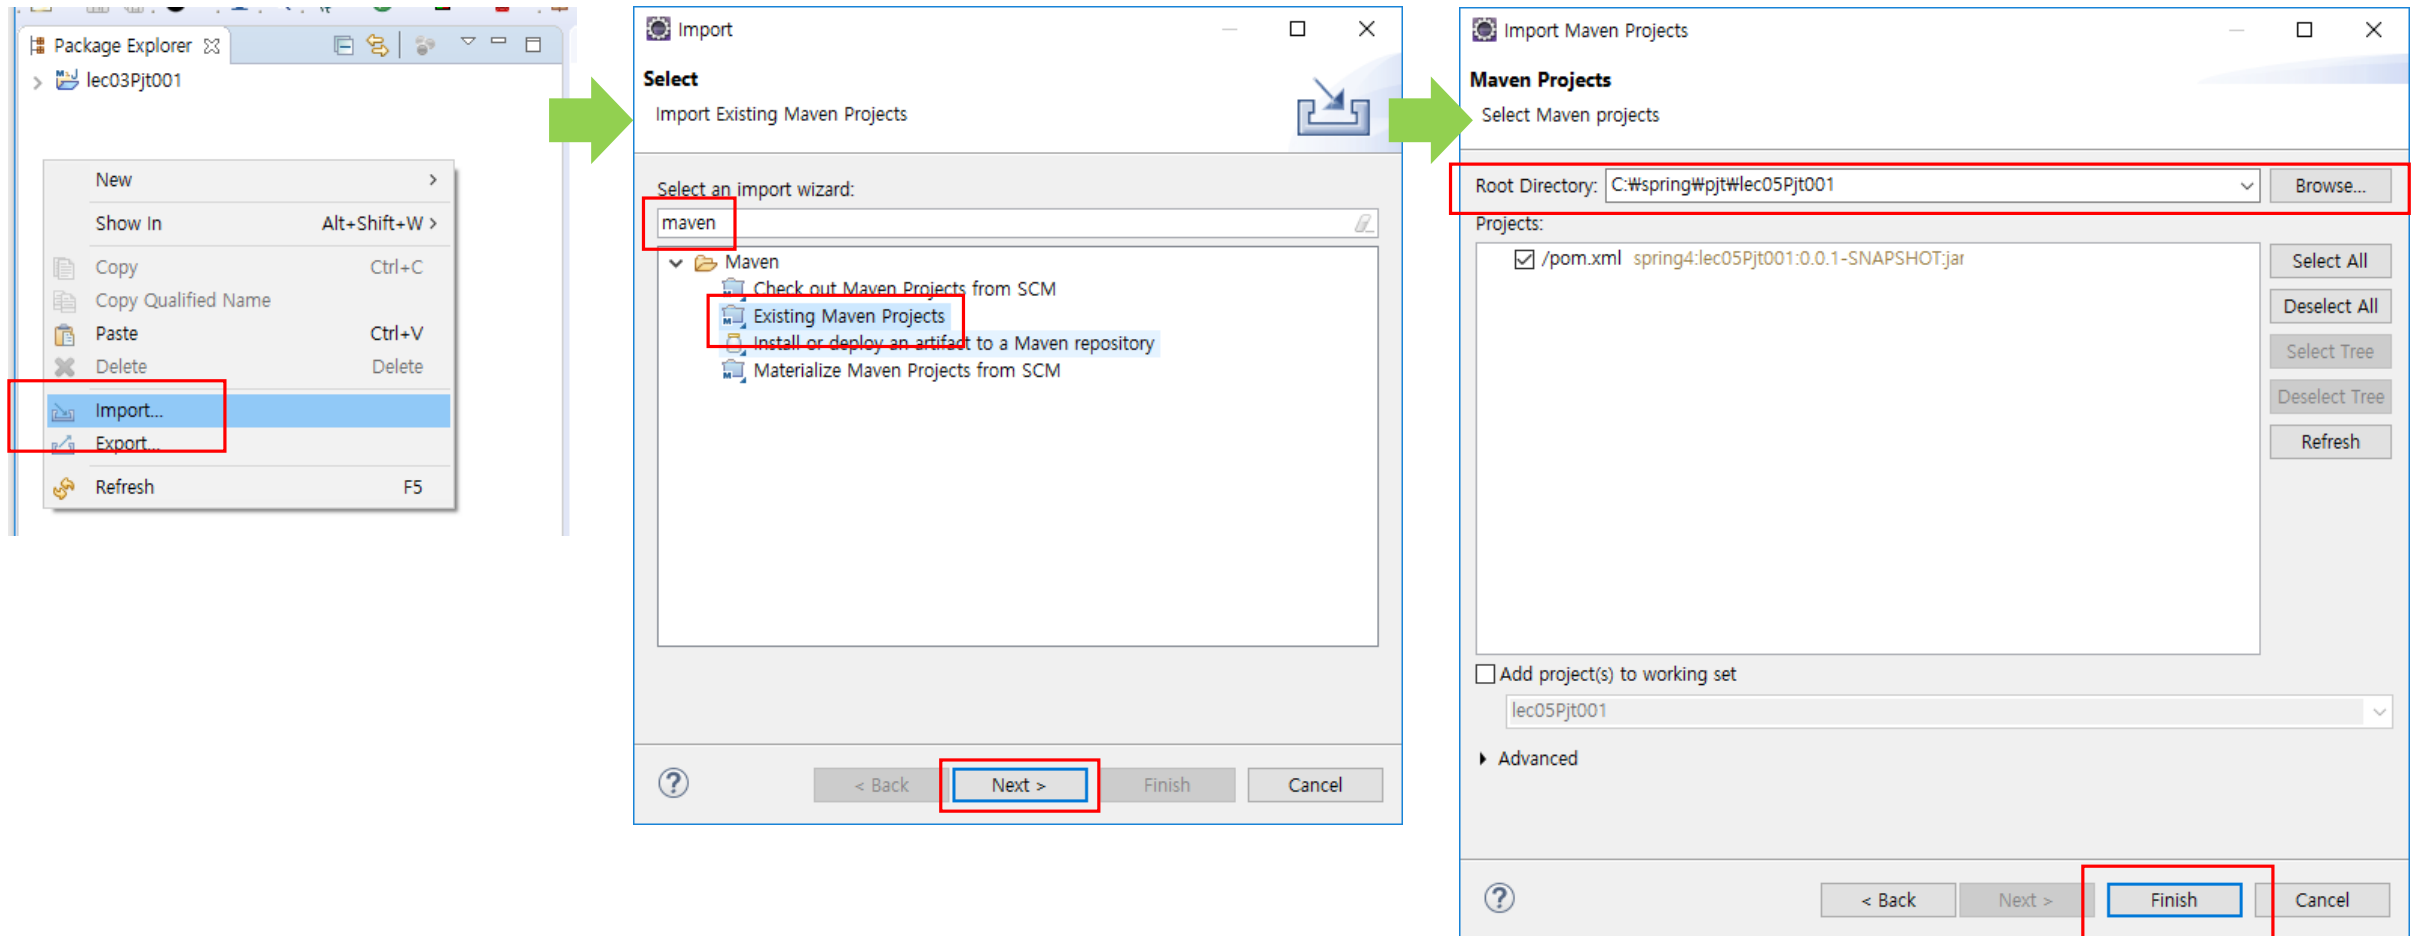 Package Explorer
lec03Pjt001
New
Show In Alt+Shift+W >
Copy Ctrl+C
Copy Qualified Name
Paste Ctrl+V
Delete Delete
Import...
Export...
Refresh F5
Import
Select
Import Existing Maven Projects
Select an import wizard:
maven
Maven
Check out Maven Projects from SCM
Existing Maven Projects
Install or deploy an artifact to a Maven repository
Materialize Maven Projects from SCM
< Back Next > Finish Cancel
Import Maven Projects
Maven Projects
Select Maven projects
Root Directory: C:₩spring₩pjt₩lec05Pjt001 Browse...
Projects:
/pom.xml spring4:lec05Pjt001:0.0.1-SNAPSHOT:jar
Select All
Deselect All
Select Tree
Deselect Tree
Refresh
Add project(s) to working set
lec05Pjt001
Advanced
< Back Next > Finish Cancel